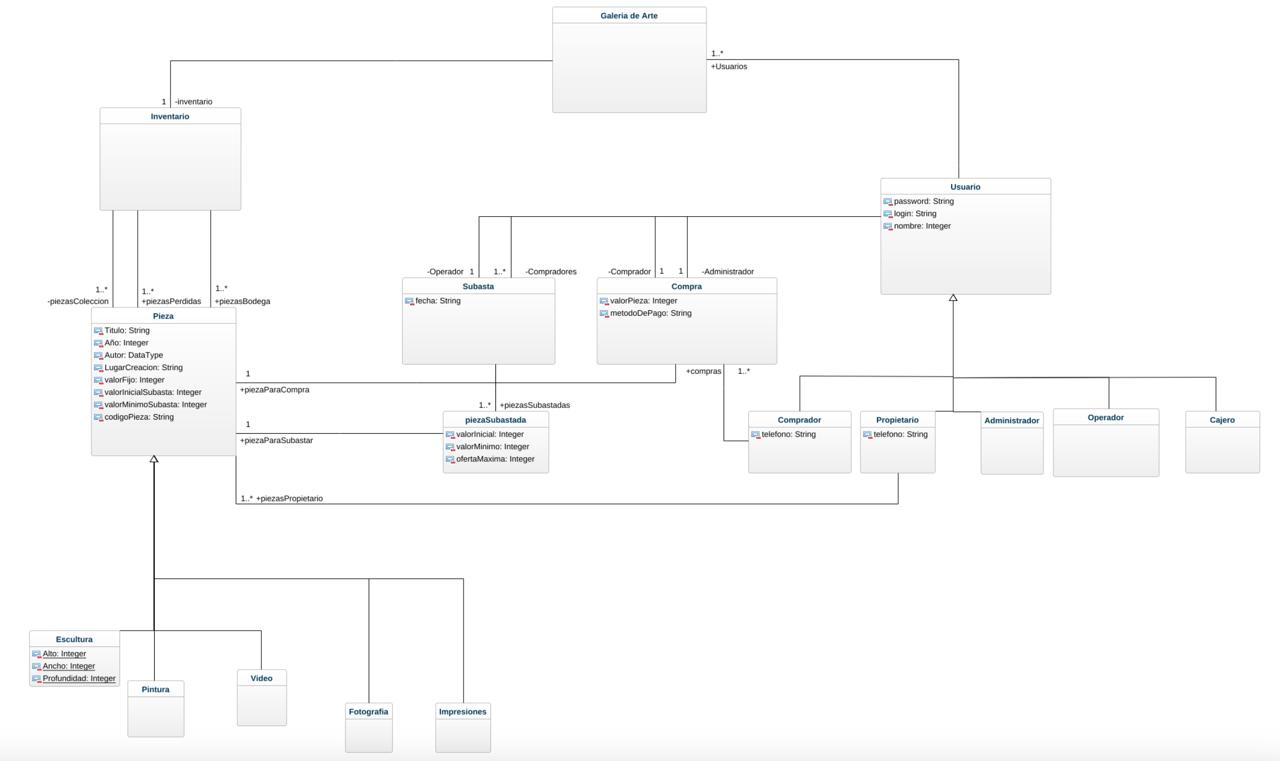 Galeria de Arte
1..*
+Usuarios
1 -inventario
Inventario
Usuario
password: String
login: String
nombre: Integer
1..*
-piezasColeccion
1..*
+piezasPerdidas
1..*
+piezasBodega
-Operador 1
1..* -Compradores
-Comprador 1
1 -Administrador
Subasta
fecha: String
Compra
valorPieza: Integer
metodoDePago: String
Pieza
Titulo: String
Año: Integer
Autor: DataType
LugarCreacion: String
valorFijo: Integer
valorInicialSubasta: Integer
valorMinimoSubasta: Integer
codigoPieza: String
1
+piezaParaCompra
+compras 1..*
1..* +piezasSubastadas
1
+piezaParaSubastar
piezaSubastada
valorInicial: Integer
valorMinimo: Integer
ofertaMaxima: Integer
Comprador
telefono: String
Propietario
telefono: String
Administrador
Operador
Cajero
1..* +piezasPropietario
Escultura
Alto: Integer
Ancho: Integer
Profundidad: Integer
Pintura
Video
Fotografia
Impresiones